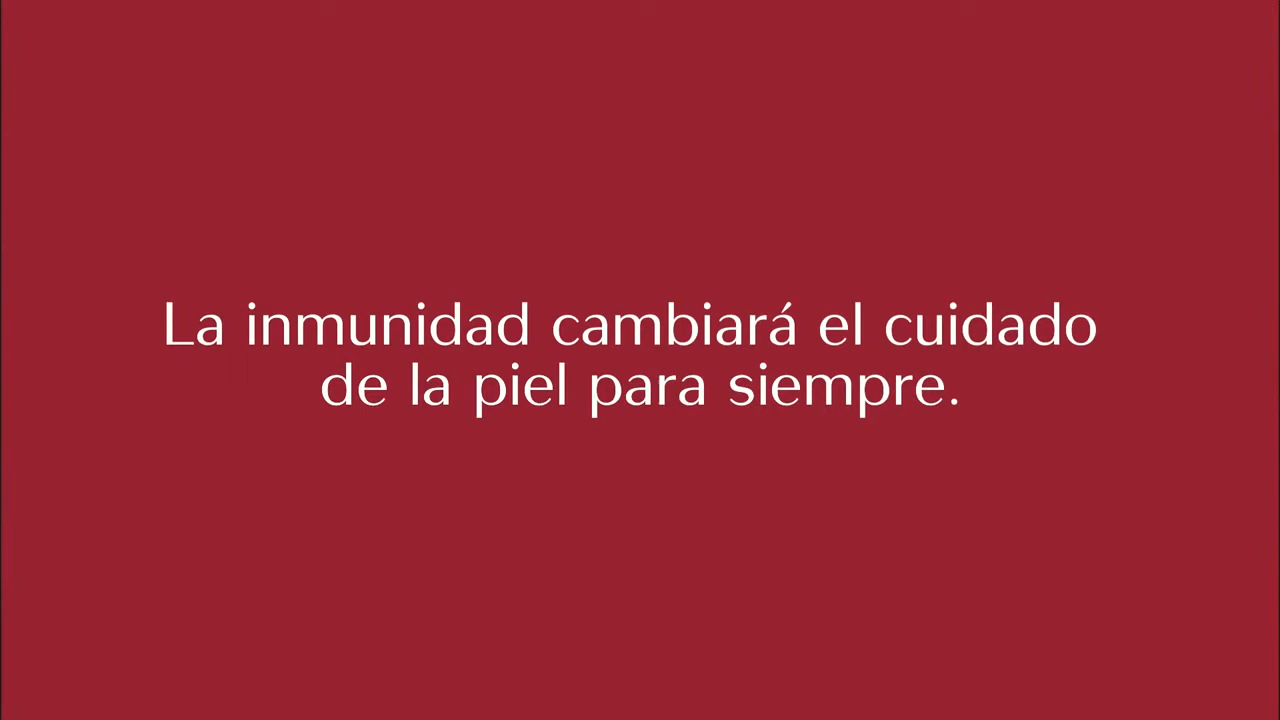 La inmunidad cambiará el cuidado
de la piel para siempre.